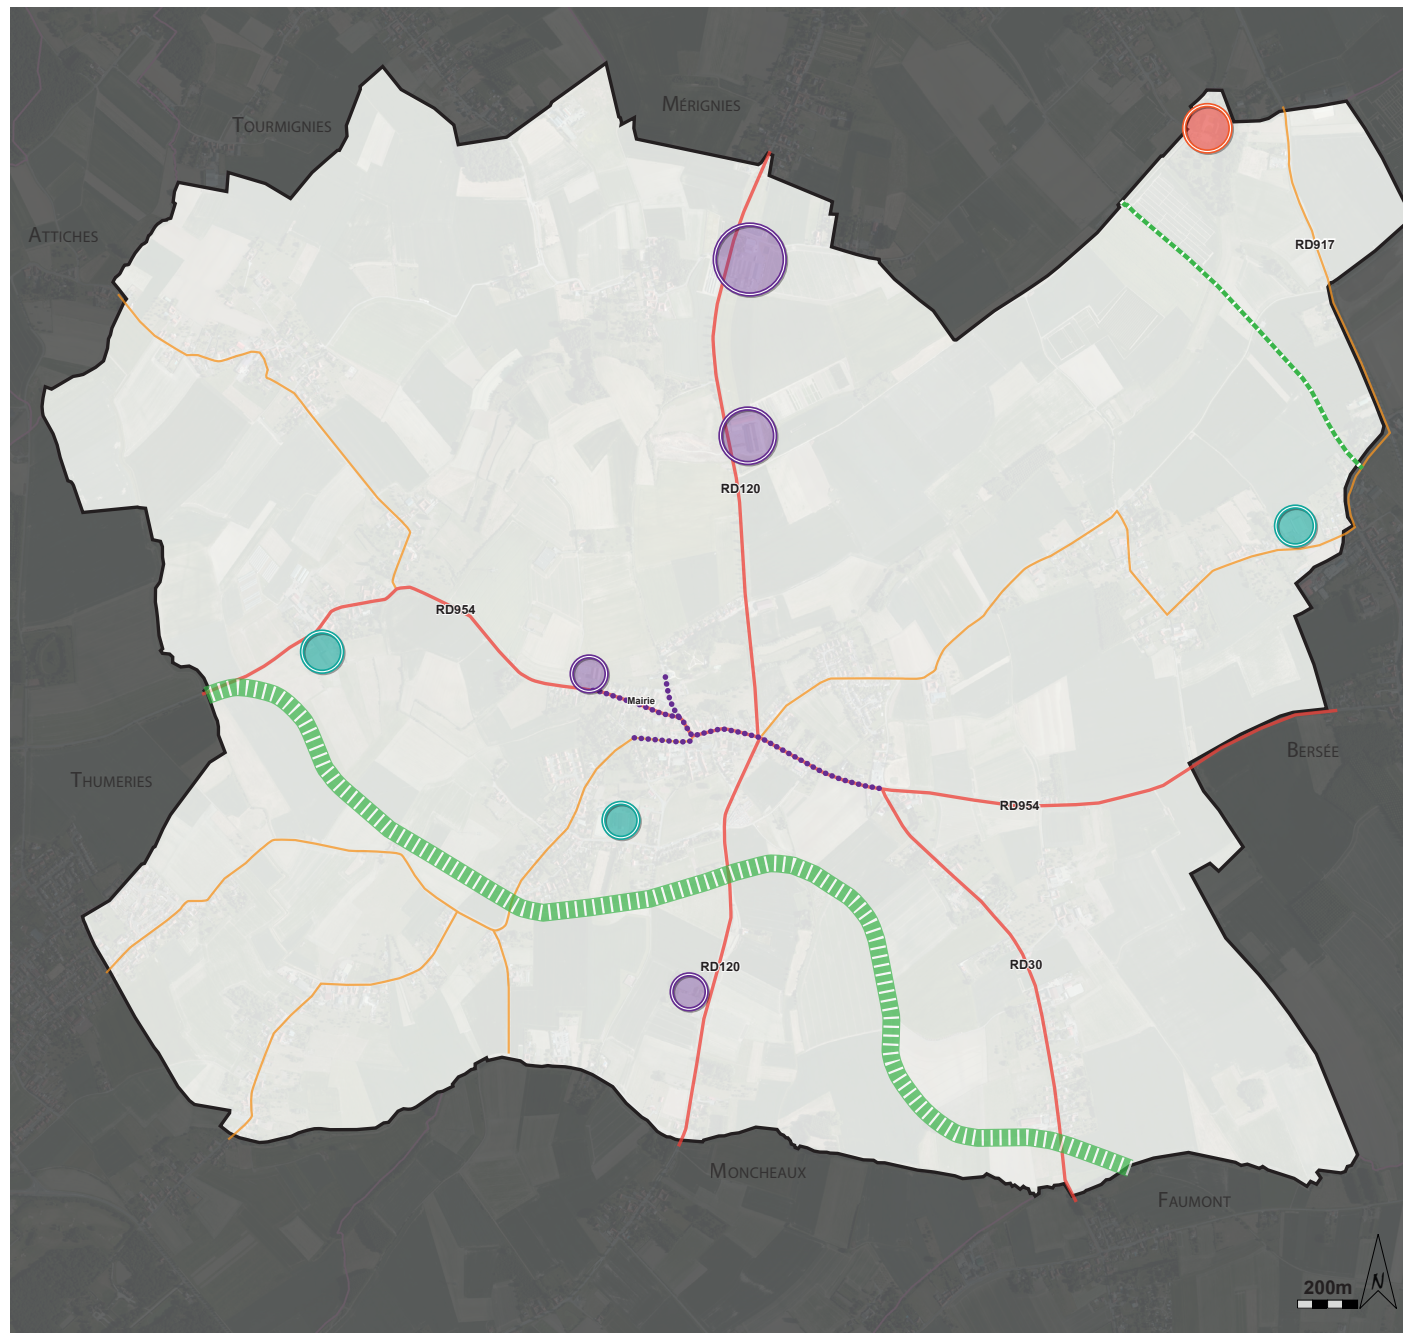 MÉRIGNIES
TOURMIGNIES
ATTICHES
RD917
RD120
RD954
Mairie
BERSÉE
THUMERIES
RD954
RD120
RD30
MONCHEAUX
FAUMONT
N
200m